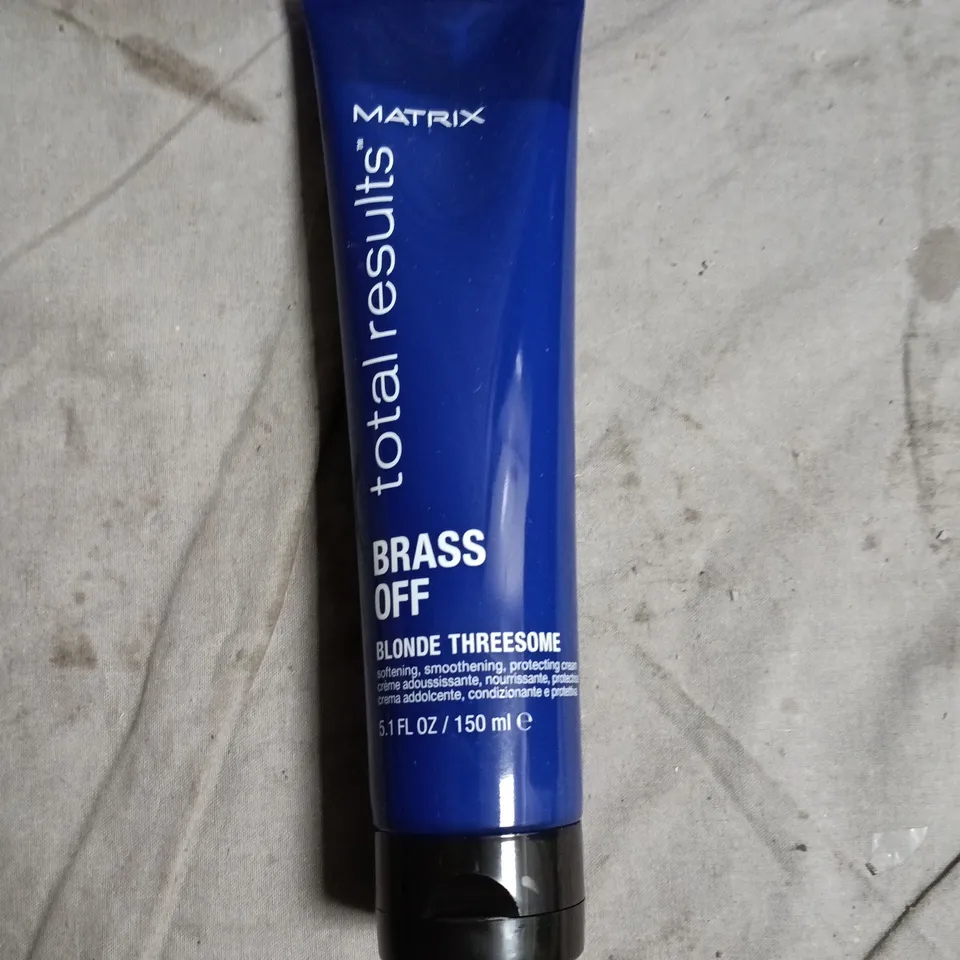 MATRIX
total results™
BRASS
OFF
BLONDE THREESOME
softening, smoothening, protecting cream
crème adoussissante, nourrissante, protectrice
crema addolcente, condizionante e protettiva
5.1 FL OZ / 150 ml ℮